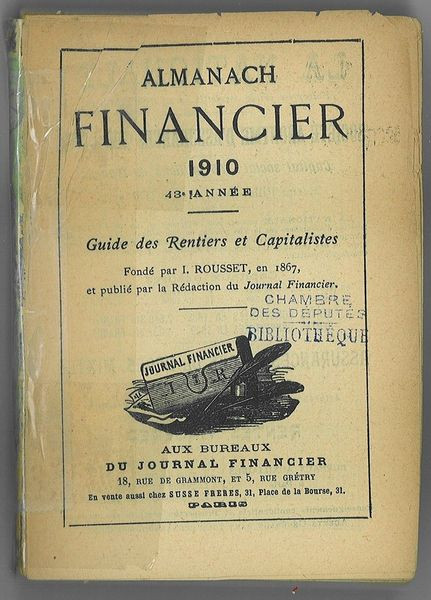 ALMANACH
FINANCIER
1910
43e ANNÉE
Guide des Rentiers et Capitalistes
Fondé par I. ROUSSET, en 1867,
et publié par la Rédaction du Journal Financier.
CHAMBRE
DES DÉPUTÉS
BIBLIOTHÈQUE
JOURNAL FINANCIER
AUX BUREAUX
DU JOURNAL FINANCIER
18, RUE DE GRAMMONT, ET 5, RUE GRÉTRY
En vente aussi chez SUSSE FRERES, 31, Place de la Bourse, 31.
PARIS